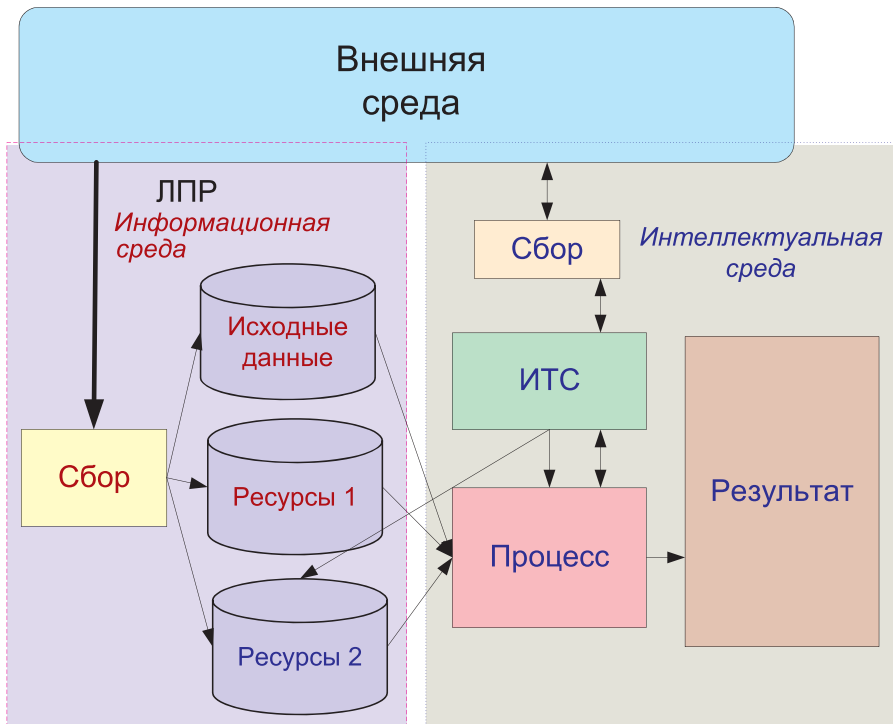 Внешняя
среда
ЛПР
Информационная
среда
Сбор
Интеллектуальная
среда
Исходные
данные
ИТС
Сбор
Ресурсы 1
Результат
Процесс
Ресурсы 2